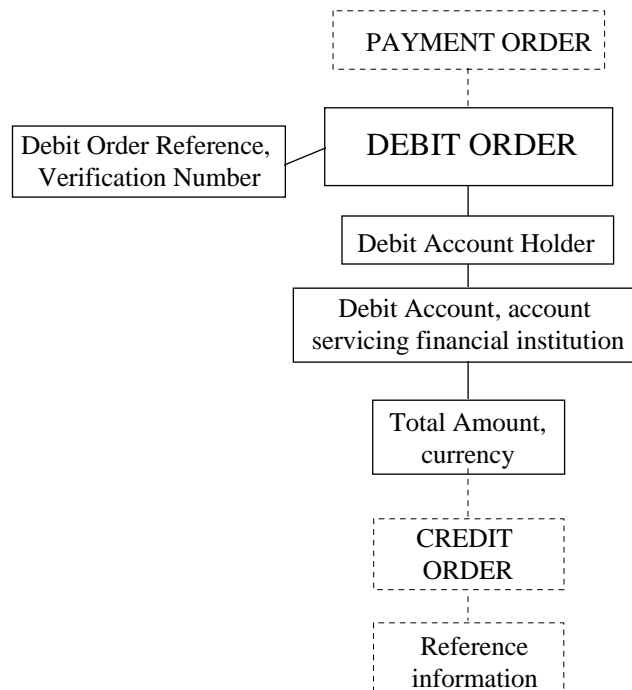 PAYMENT ORDER
DEBIT ORDER
Debit Order Reference,
Verification Number
Debit Account Holder
Debit Account, account
servicing financial institution
Total Amount,
currency
CREDIT
ORDER
Reference
information